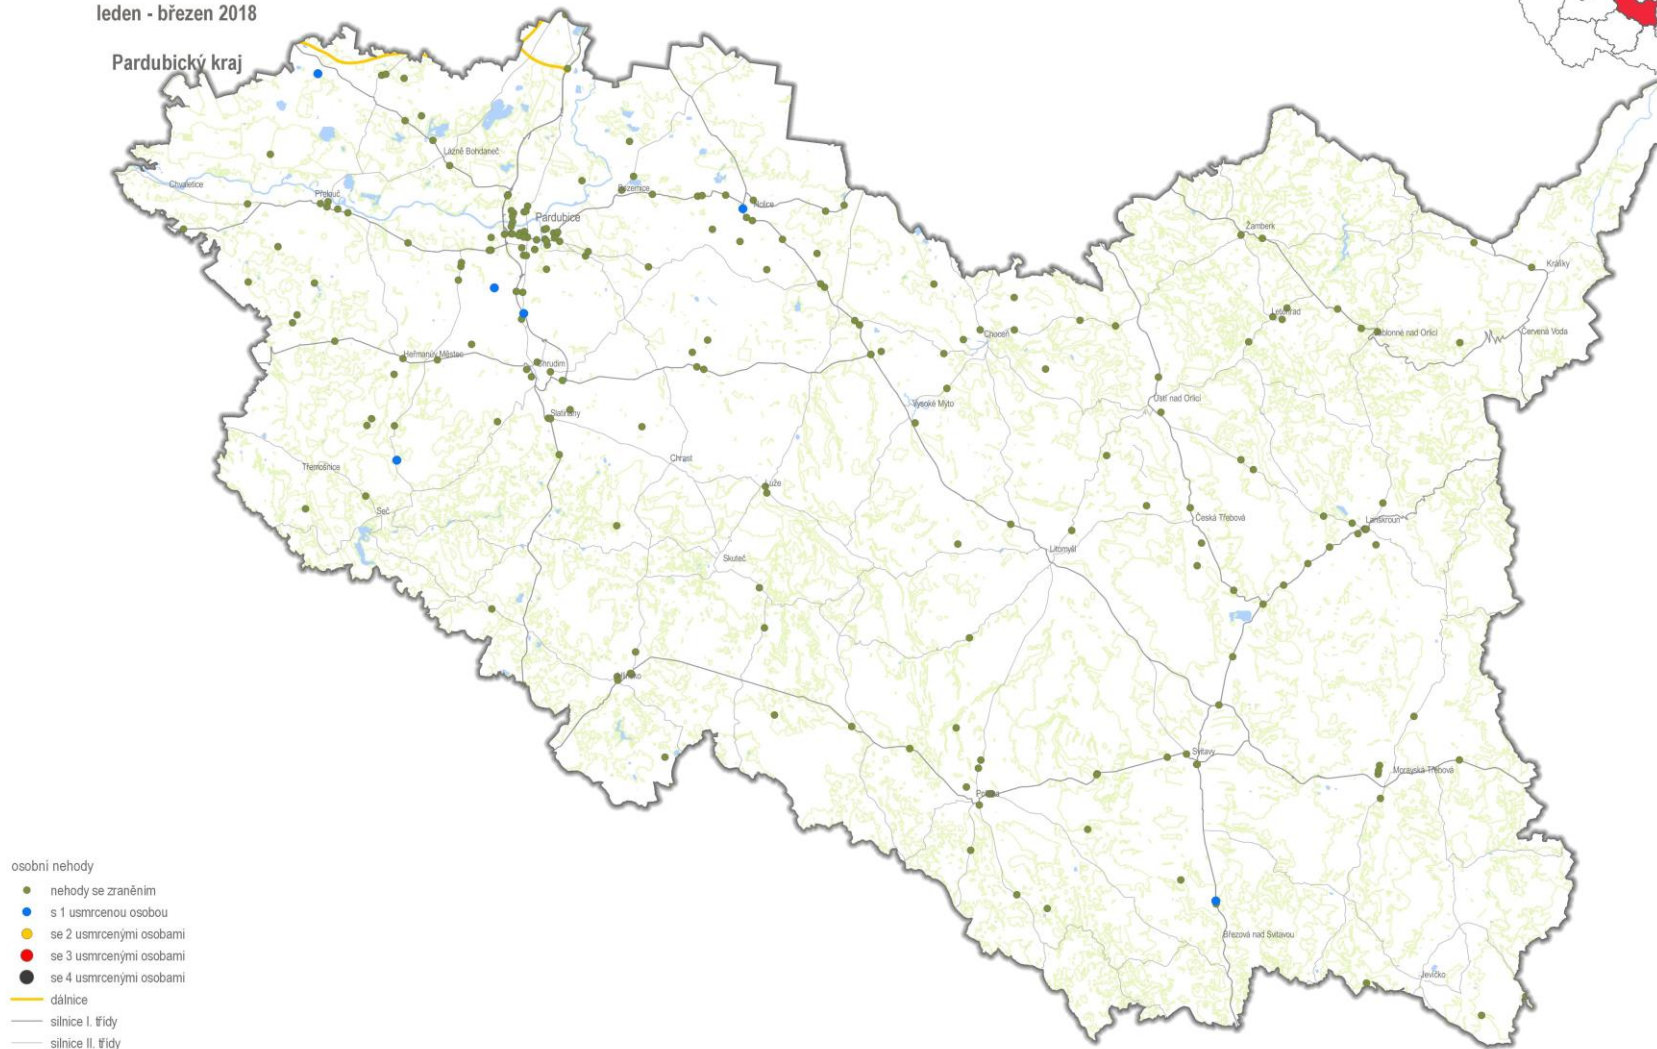 leden - březen 2018
Pardubický kraj
Lázně Bohdaneč
Chvaletice
Přelouč
Sezemice
Holice
Pardubice
Žamberk
Králíky
Letohrad
Jablonné nad Orlicí
Červená Voda
Choceň
Heřmanův Městec
Chrudim
Ústí nad Orlicí
Vysoké Mýto
Slatiňany
Chrast
Třemošnice
Luže
Seč
Česká Třebová
Lanškroun
Skuteč
Litomyšl
Hlinsko
Svitavy
Moravská Třebová
Polička
Březová nad Svitavou
Jevíčko
osobní nehody
nehody se zraněním
s 1 usmrcenou osobou
se 2 usmrcenými osobami
se 3 usmrcenými osobami
se 4 usmrcenými osobami
dálnice
silnice I. třídy
silnice II. třídy